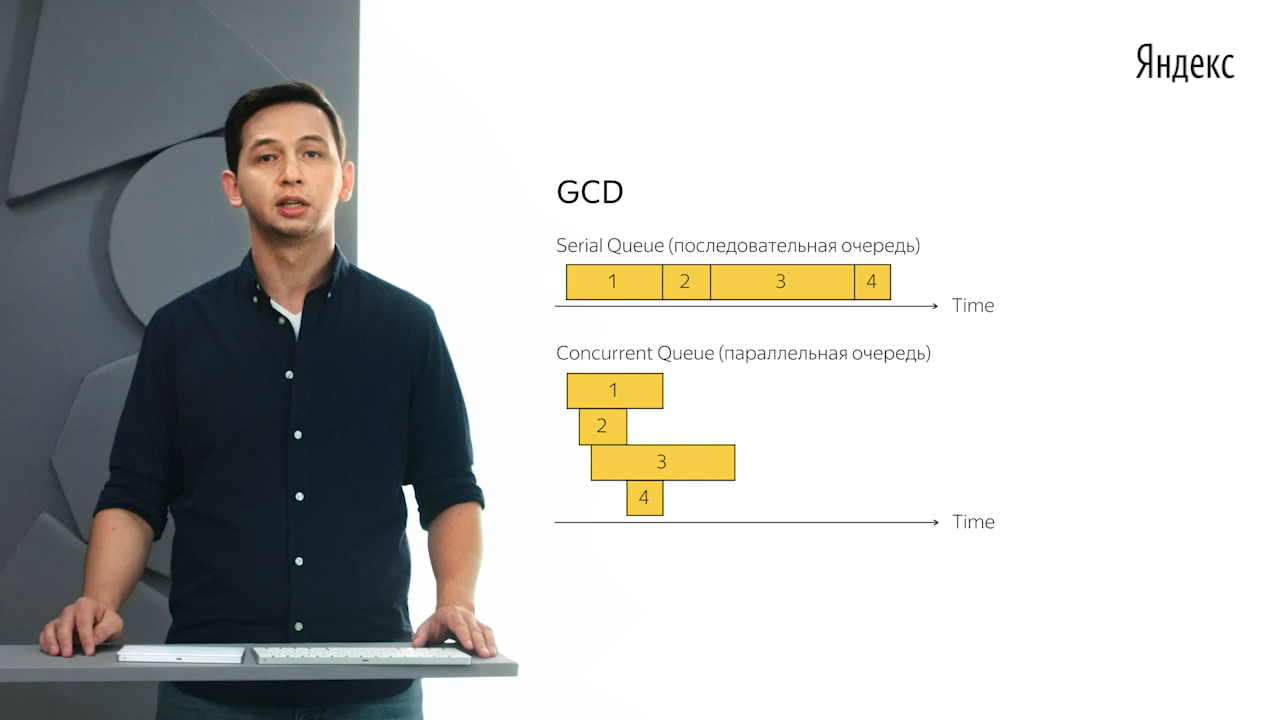 Яндекс
GCD
Serial Queue (последовательная очередь)
1 2 3 4
Time
Concurrent Queue (параллельная очередь)
1
2
3
4
Time